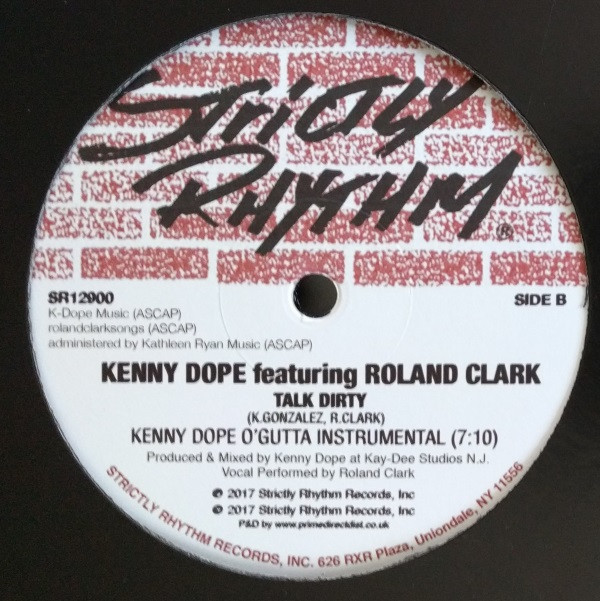 STRICTLY
RHYTHM®
SR12900
SIDE B
K-Dope Music (ASCAP)
rolandclarksongs (ASCAP)
administered by Kathleen Ryan Music (ASCAP)
KENNY DOPE featuring ROLAND CLARK
TALK DIRTY
(K.GONZALEZ, R.CLARK)
KENNY DOPE O'GUTTA INSTRUMENTAL (7:10)
Produced & Mixed by Kenny Dope at Kay-Dee Studios N.J.
Vocal Performed by Roland Clark
℗ 2017 Strictly Rhythm Records, Inc
© 2017 Strictly Rhythm Records, Inc
P&D by www.primedirectdist.co.uk
STRICTLY RHYTHM RECORDS, INC. 626 RXR Plaza, Uniondale, NY 11556